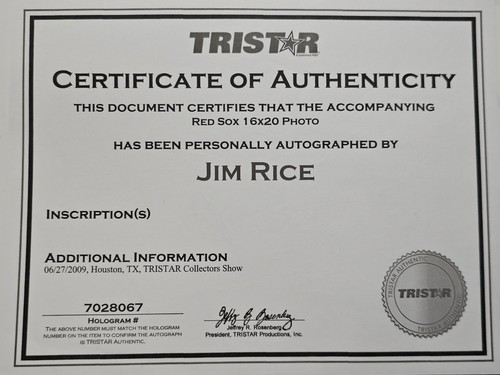 TRISTAR
CERTIFICATE OF AUTHENTICITY
THIS DOCUMENT CERTIFIES THAT THE ACCOMPANYING
RED SOX 16X20 PHOTO
HAS BEEN PERSONALLY AUTOGRAPHED BY
JIM RICE
INSCRIPTION(S)
ADDITIONAL INFORMATION
06/27/2009, Houston, TX, TRISTAR Collectors Show
7028067
HOLOGRAM #
THE ABOVE NUMBER MUST MATCH THE HOLOGRAM
NUMBER ON THE ITEM TO CONFIRM THE AUTOGRAPH
IS TRISTAR AUTHENTIC.
Jeffrey R. Rosenberg
President, TRISTAR Productions, Inc.
TRISTAR AUTHENTIC
TRISTAR